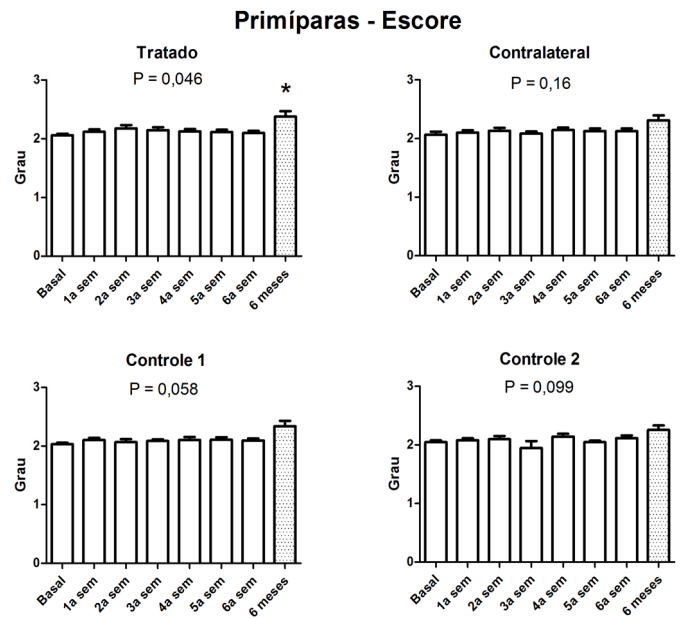 Primíparas - Escore
Tratado
P = 0,046
*
Grau
3
2
1
0
Basal
1a sem
2a sem
3a sem
4a sem
5a sem
6a sem
6 meses
Contralateral
P = 0,16
Grau
3
2
1
0
Basal
1a sem
2a sem
3a sem
4a sem
5a sem
6a sem
6 meses
Controle 1
P = 0,058
Grau
3
2
1
0
Basal
1a sem
2a sem
3a sem
4a sem
5a sem
6a sem
6 meses
Controle 2
P = 0,099
Grau
3
2
1
0
Basal
1a sem
2a sem
3a sem
4a sem
5a sem
6a sem
6 meses